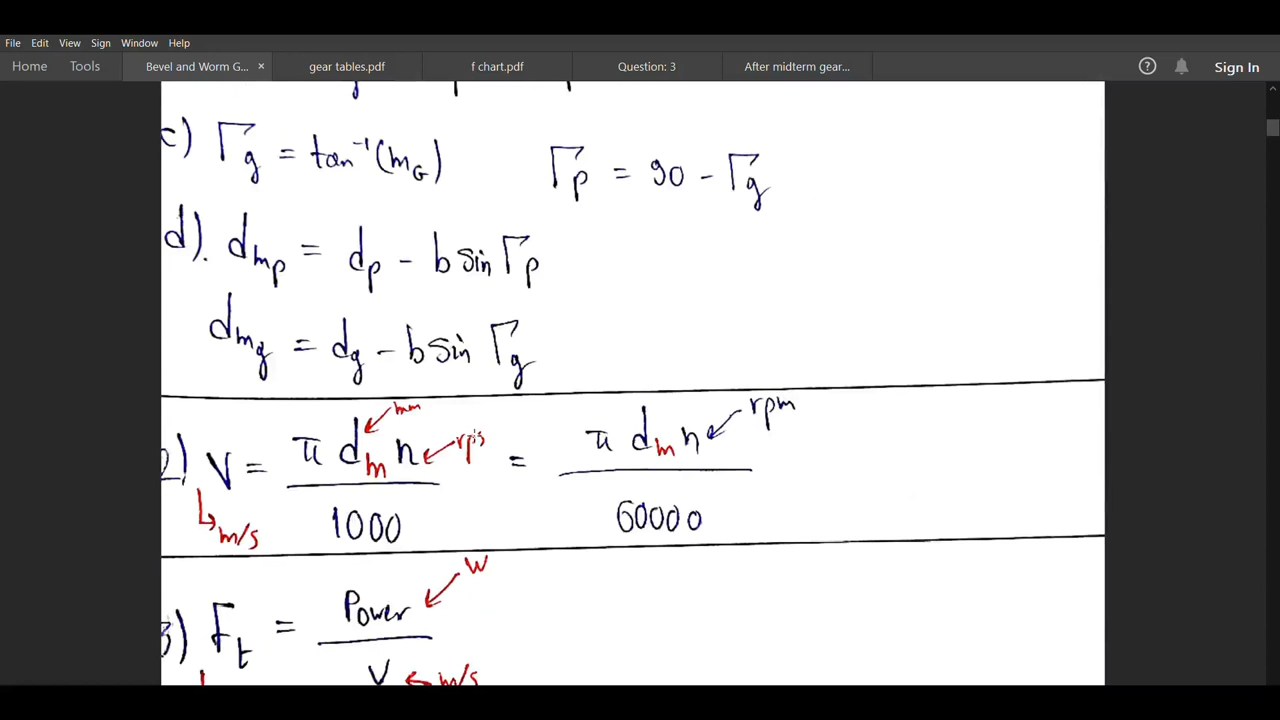 File Edit View Sign Window Help
Home Tools Bevel and Worm G... × gear tables.pdf f chart.pdf Question: 3 After midterm gear... ? Sign In
c) Γg = tan⁻¹(mG) Γp = 90 - Γg
d). dmp = dp - b sin Γp
dmg = dg - b sin Γg
mm rpm
2) V = π dm n rps = π dm n
1000 60000
m/s
W
3) Ft = Power
V m/s